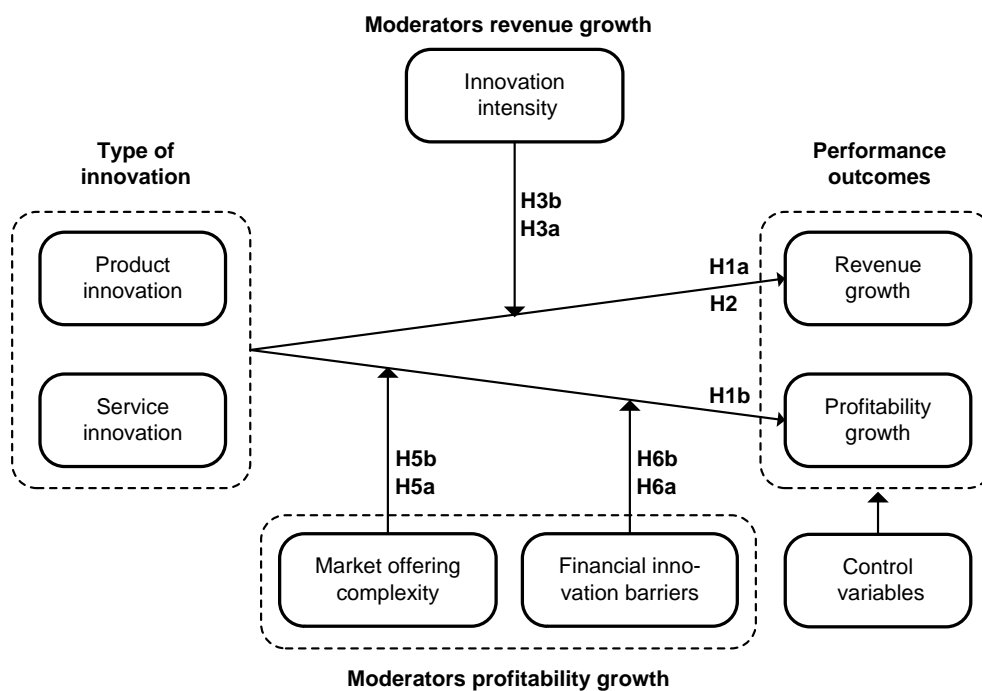 Moderators revenue growth
Innovation
intensity
Type of
innovation
Performance
outcomes
H3b
H3a
Product
innovation
H1a
H2
Revenue
growth
Service
innovation
H1b
Profitability
growth
H5b
H5a
H6b
H6a
Market offering
complexity
Financial inno-
vation barriers
Control
variables
Moderators profitability growth